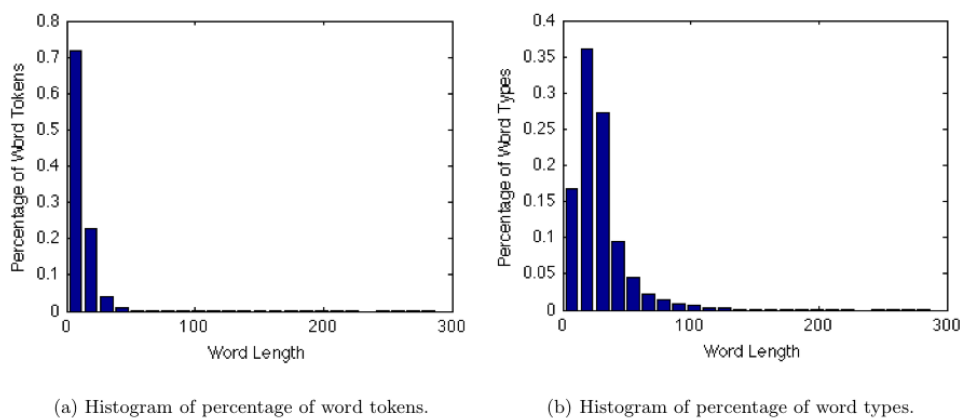 0.8
0.7
0.6
0.5
0.4
0.3
0.2
0.1
0
Percentage of Word Tokens
0 100 200 300
Word Length
(a) Histogram of percentage of word tokens.
0.4
0.35
0.3
0.25
0.2
0.15
0.1
0.05
0
Percentage of Word Types
0 100 200 300
Word Length
(b) Histogram of percentage of word types.